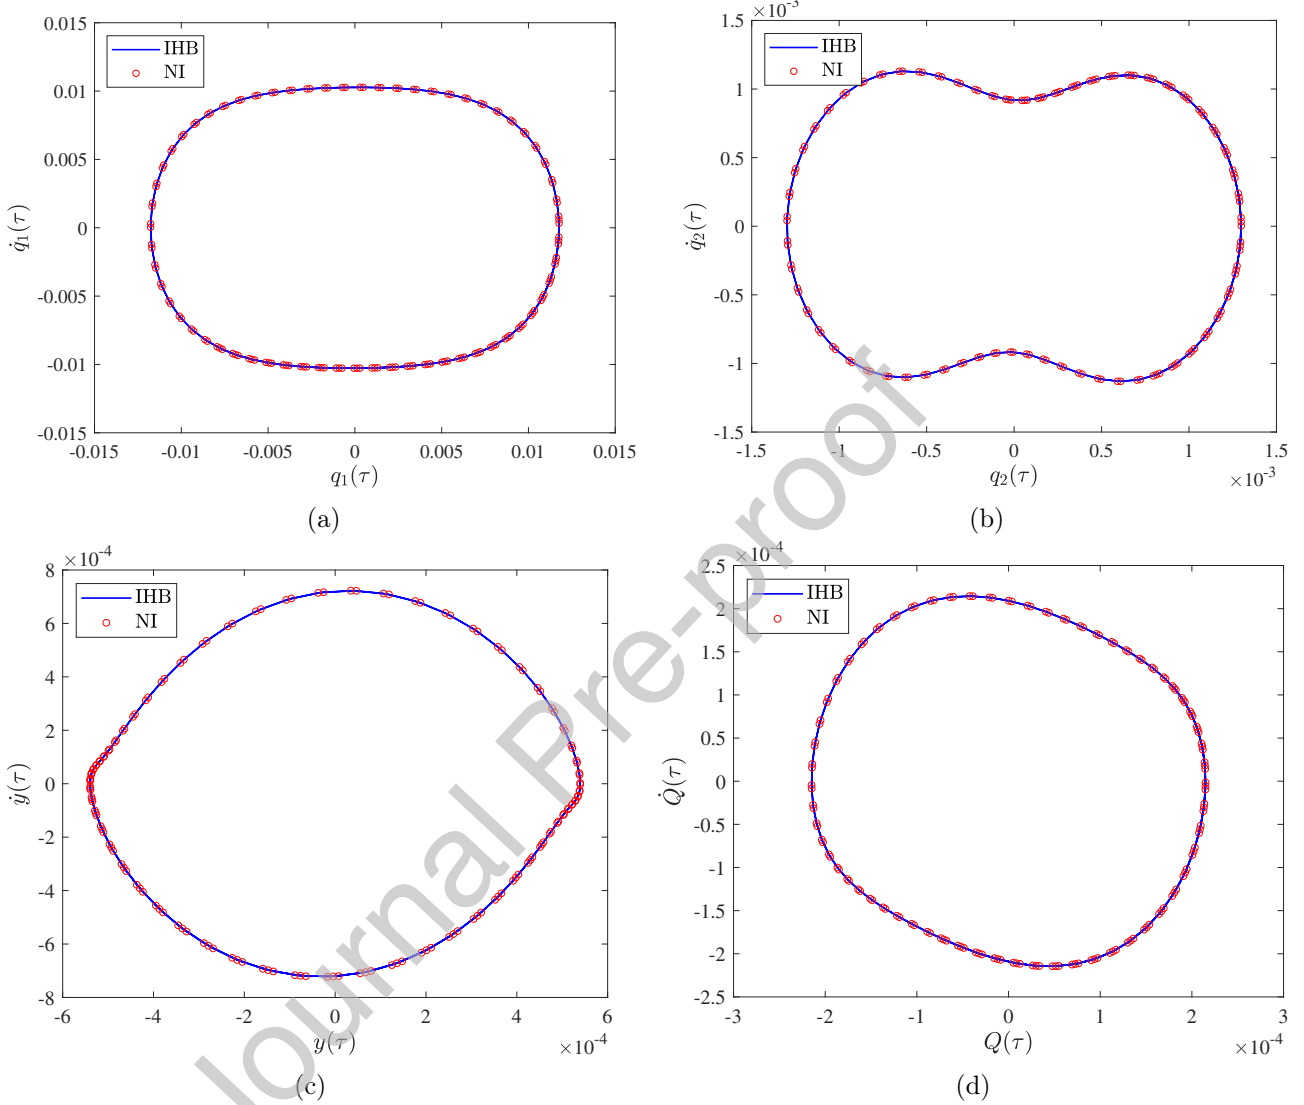 0.015
0.01
0.005
0
-0.005
-0.01
-0.015
-0.015 -0.01 -0.005 0 0.005 0.01 0.015
q̇₁(τ)
q₁(τ)
IHB
NI
(a)
×10⁻³
1.5
1
0.5
0
-0.5
-1
-1.5
-1.5 -1 -0.5 0 0.5 1 1.5
×10⁻³
q̇₂(τ)
q₂(τ)
IHB
NI
(b)
×10⁻⁴
8
6
4
2
0
-2
-4
-6
-8
-6 -4 -2 0 2 4 6
×10⁻⁴
ẏ(τ)
y(τ)
IHB
NI
(c)
×10⁻⁴
2.5
2
1.5
1
0.5
0
-0.5
-1
-1.5
-2
-2.5
-3 -2 -1 0 1 2 3
×10⁻⁴
Q̇(τ)
Q(τ)
IHB
NI
(d)
Journal Pre-proof